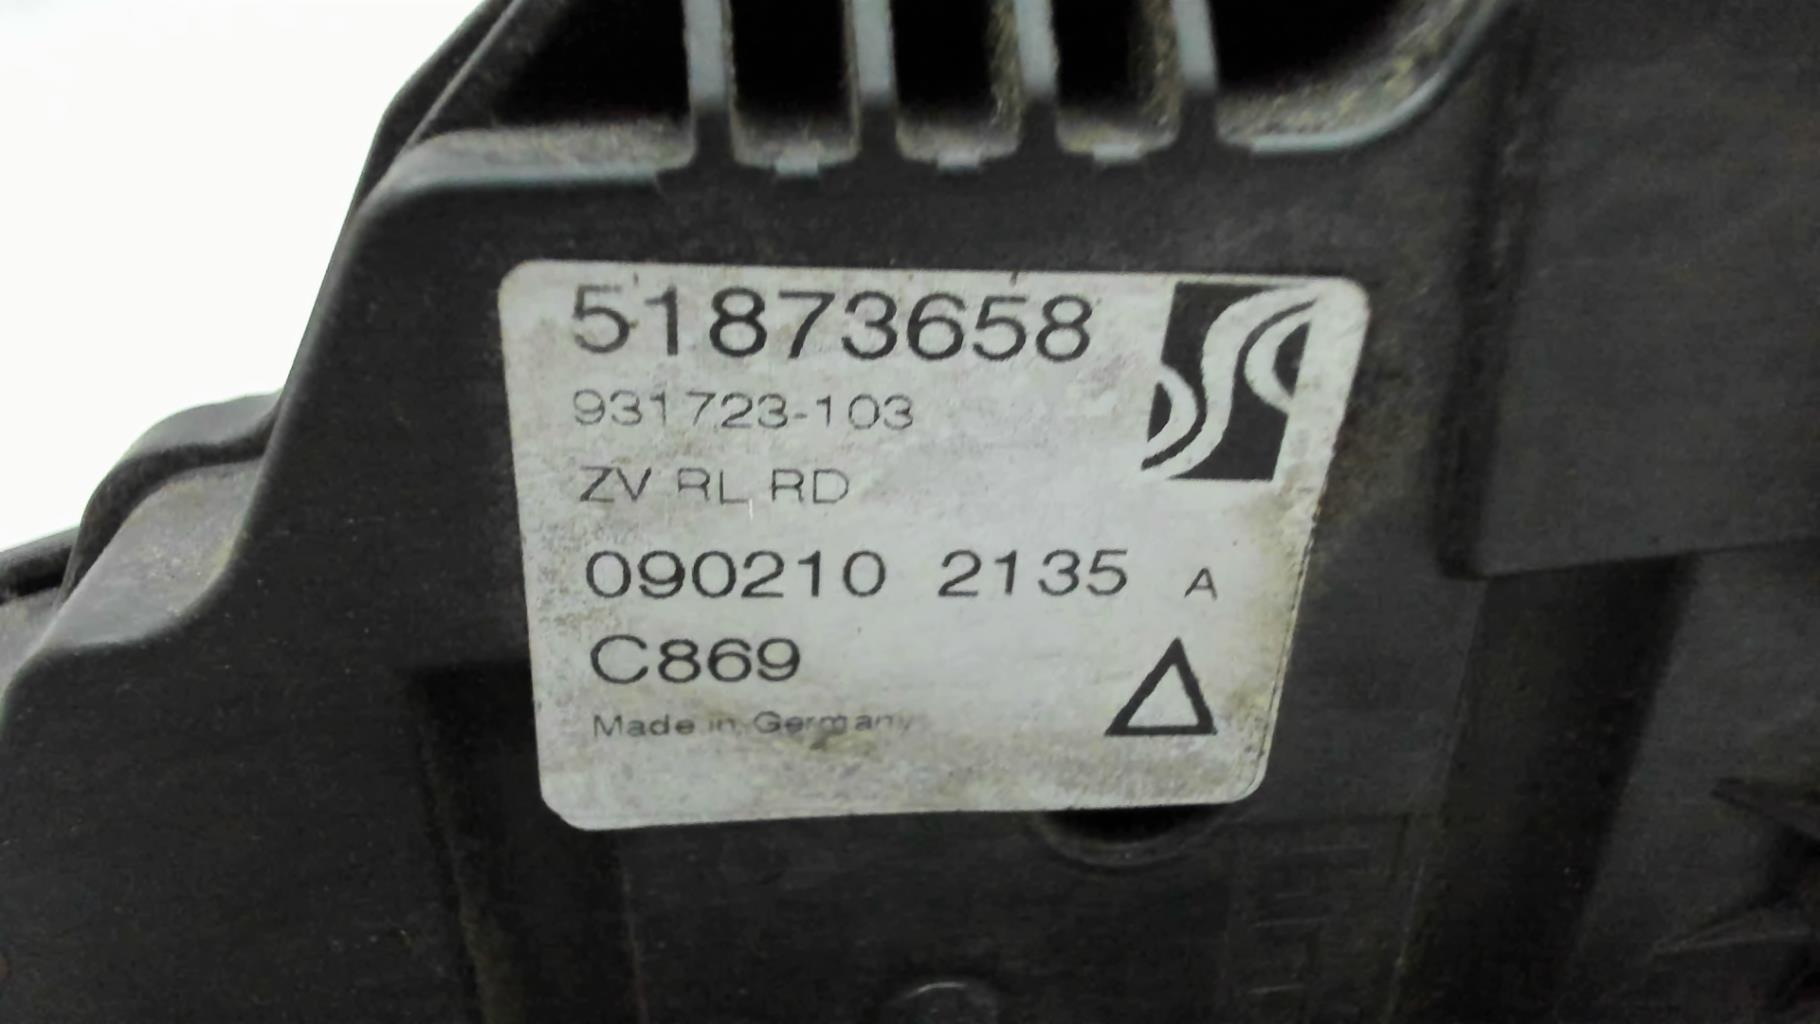 51873658
931723-103
ZV RL RD
090210 2135 A
C869
Made in Germany